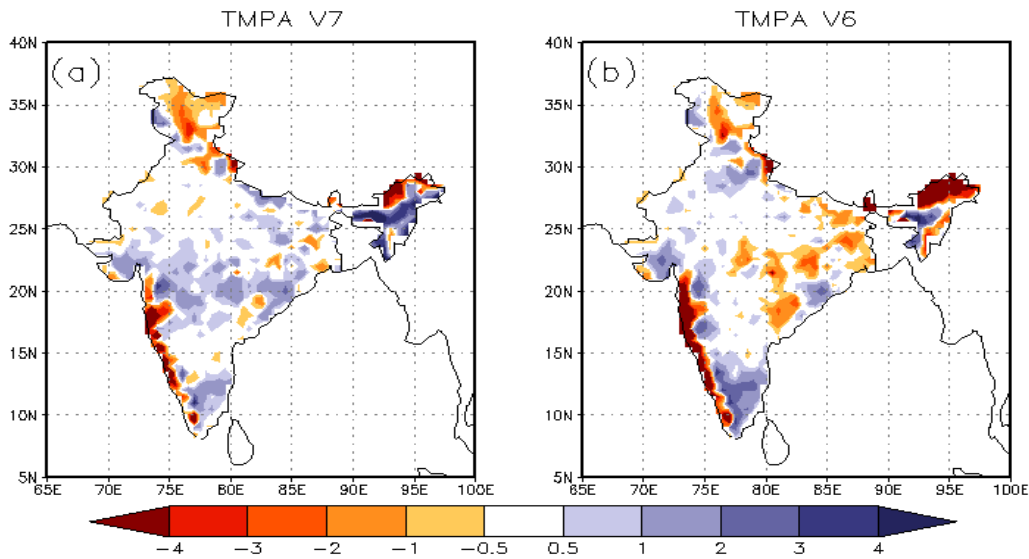 TMPA V7 TMPA V6
40N 40N
(a) (b)
35N 35N
30N 30N
25N 25N
20N 20N
15N 15N
10N 10N
5N 5N
65E 70E 75E 80E 85E 90E 95E 100E 65E 70E 75E 80E 85E 90E 95E 100E
-4 -3 -2 -1 -0.5 0.5 1 2 3 4